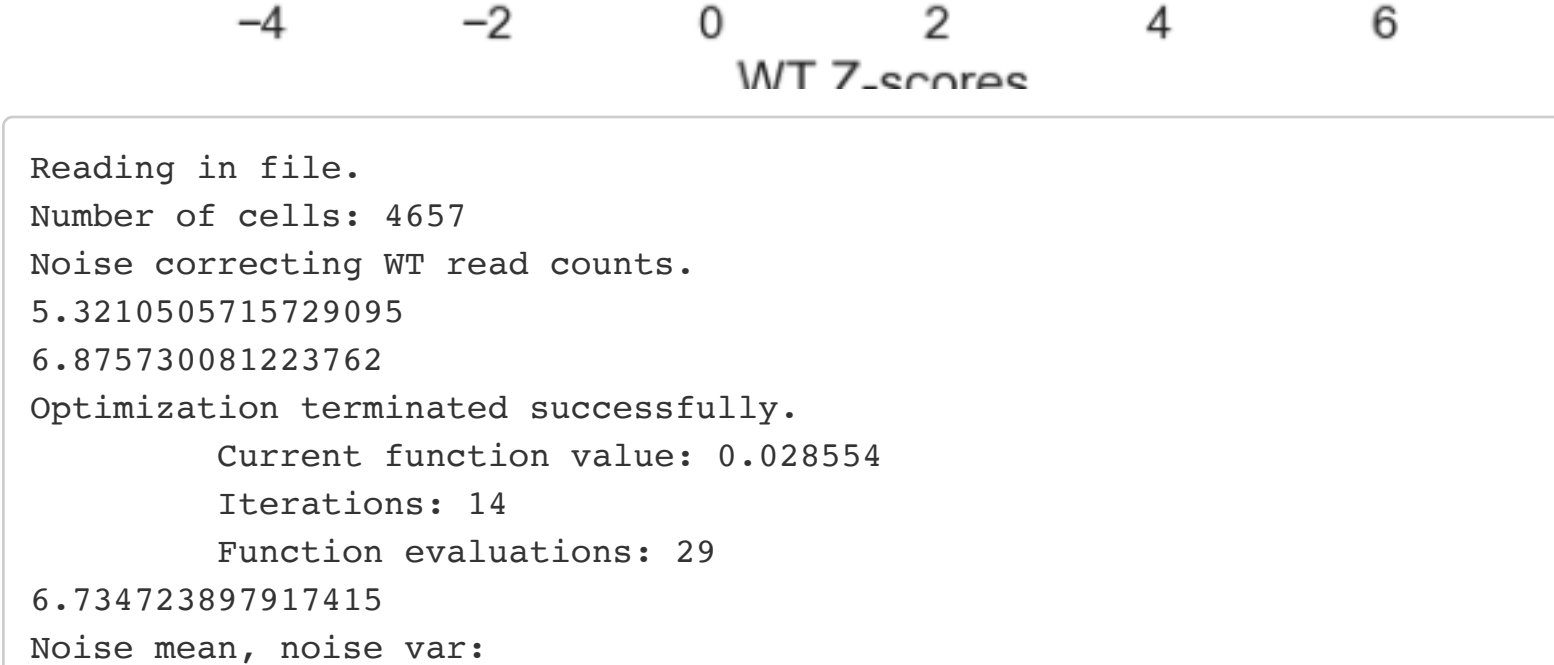 −4 −2 0 2 4 6
WT Z-scores
Reading in file.
Number of cells: 4657
Noise correcting WT read counts.
5.3210505715729095
6.875730081223762
Optimization terminated successfully.
Current function value: 0.028554
Iterations: 14
Function evaluations: 29
6.734723897917415
Noise mean, noise var: